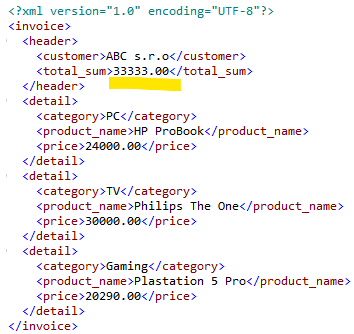 <?xml version="1.0" encoding="UTF-8"?>
<invoice>
<header>
<customer>ABC s.r.o</customer>
<total_sum>33333.00</total_sum>
</header>
<detail>
<category>PC</category>
<product_name>HP ProBook</product_name>
<price>24000.00</price>
</detail>
<detail>
<category>TV</category>
<product_name>Philips The One</product_name>
<price>30000.00</price>
</detail>
<detail>
<category>Gaming</category>
<product_name>Plastation 5 Pro</product_name>
<price>20290.00</price>
</detail>
</invoice>